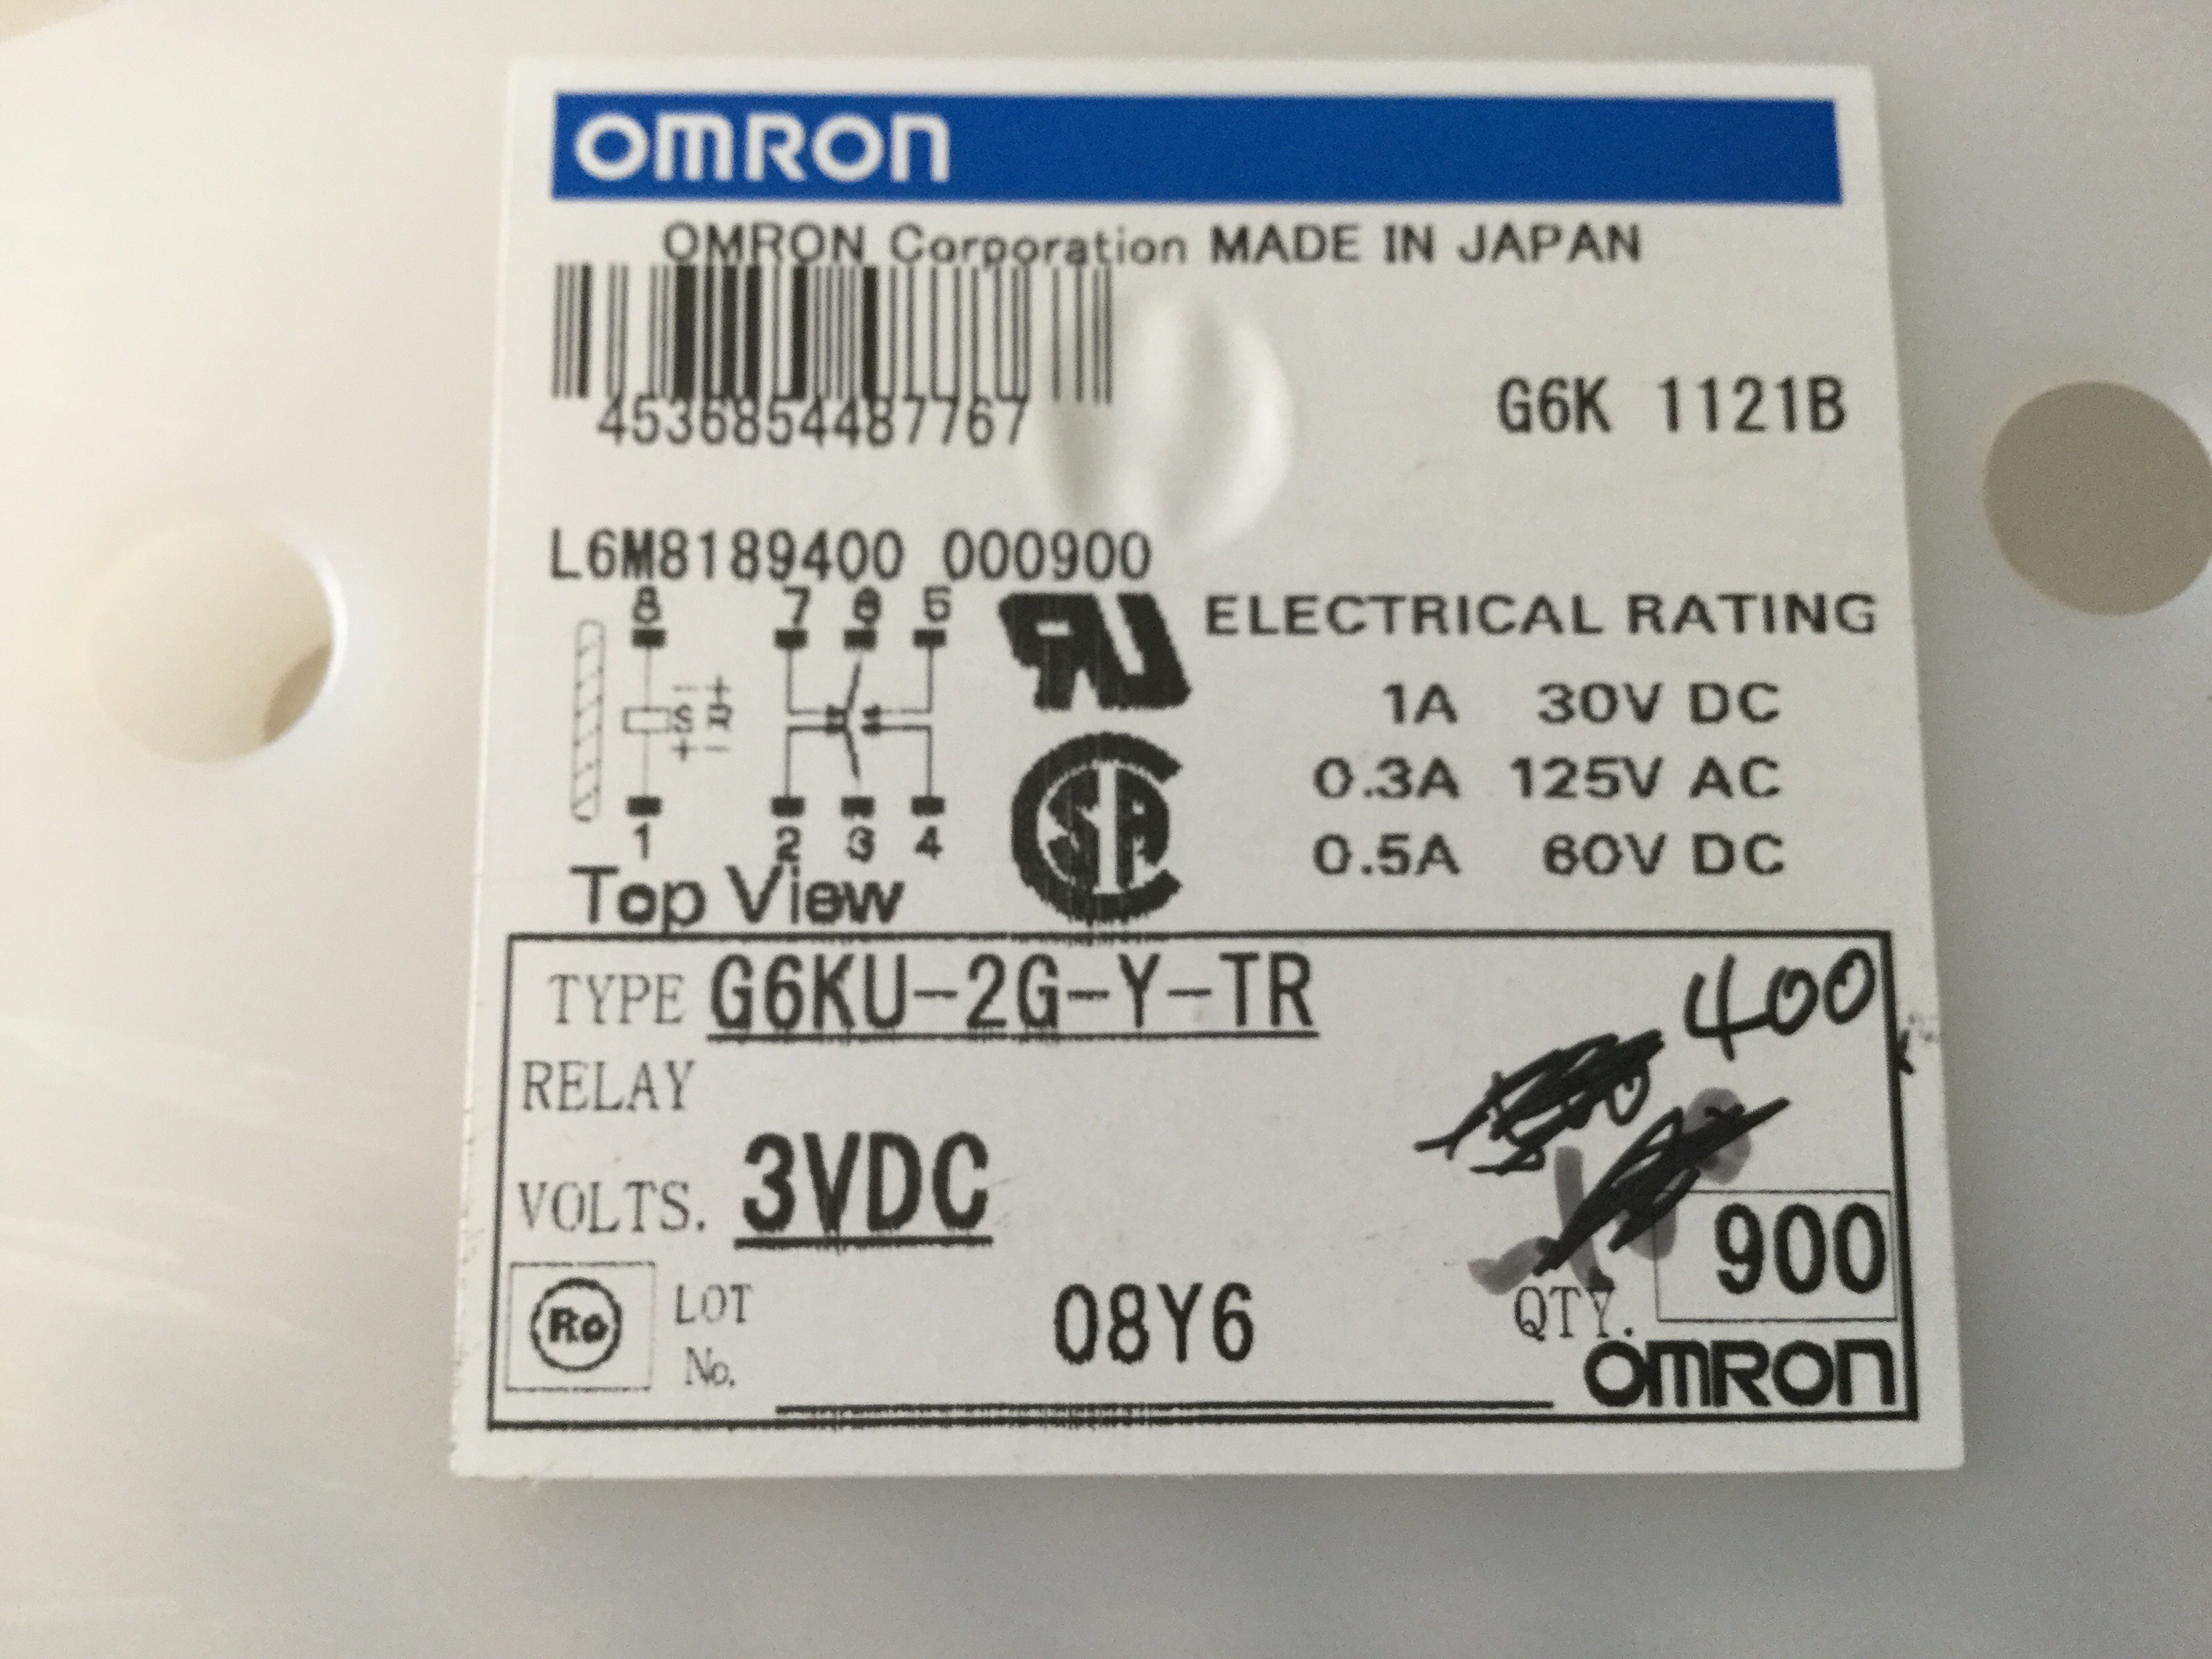 OMRON
OMRON Corporation MADE IN JAPAN
4536854487767
G6K 1121B
L6M8189400 000900
8 7 6 5
- +
S R
+ -
1 2 3 4
Top View
ELECTRICAL RATING
1A 30V DC
0.3A 125V AC
0.5A 60V DC
TYPE G6KU-2G-Y-TR
400
RELAY
VOLTS. 3VDC
LOT No. 08Y6
QTY. 900
OMRON